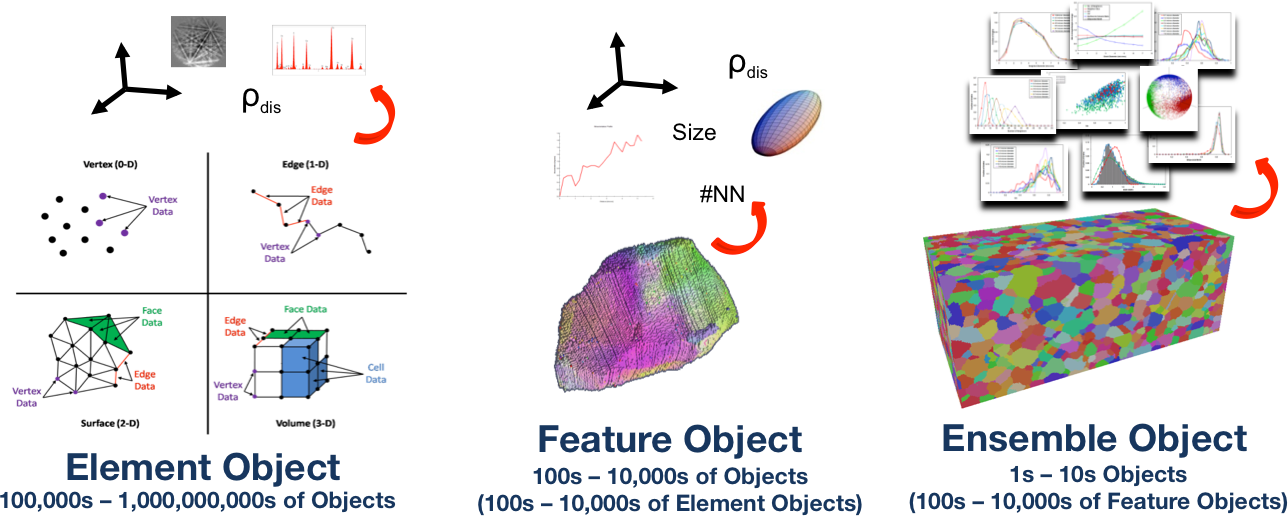 ρdis
Vertex (0-D)
Vertex
Data
Edge (1-D)
Edge
Data
Vertex
Data
Face
Data
Edge
Data
Vertex
Data
Surface (2-D)
Edge
Data
Face Data
Cell
Data
Vertex
Data
Volume (3-D)
Element Object
100,000s – 1,000,000,000s of Objects
ρdis
Size
#NN
Feature Object
100s – 10,000s of Objects
(100s – 10,000s of Element Objects)
Ensemble Object
1s – 10s Objects
(100s – 10,000s of Feature Objects)